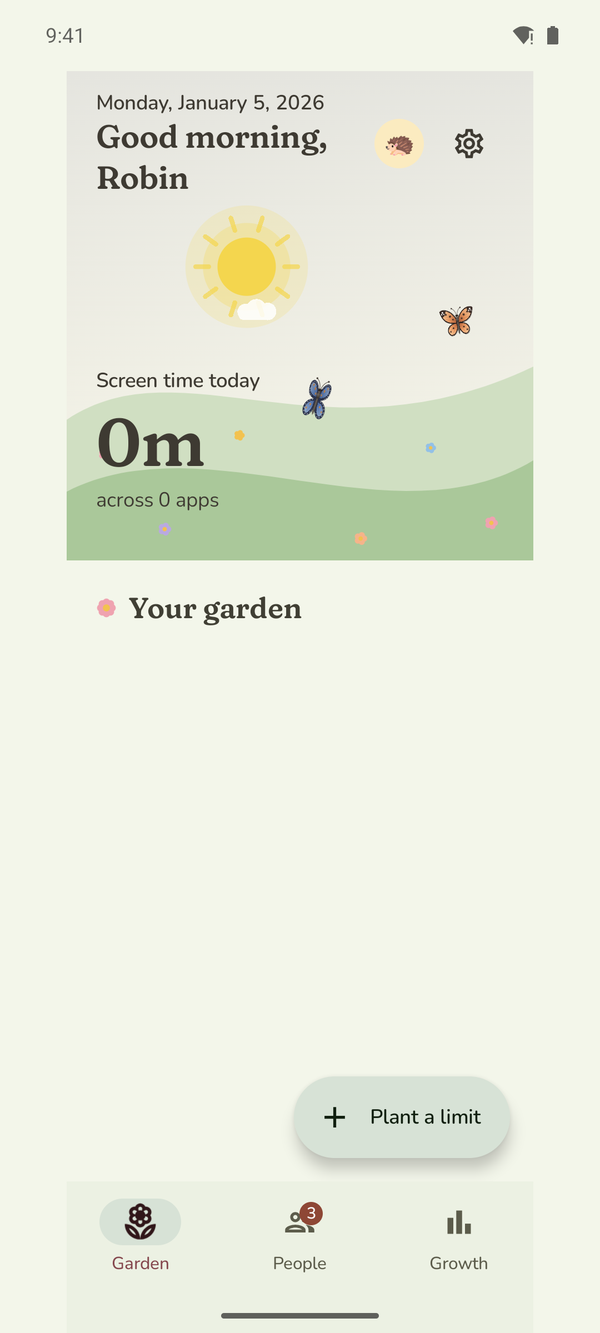 9:41
Monday, January 5, 2026
Good morning,
Robin
Screen time today
0m
across 0 apps
Your garden
Plant a limit
3
Garden
People
Growth